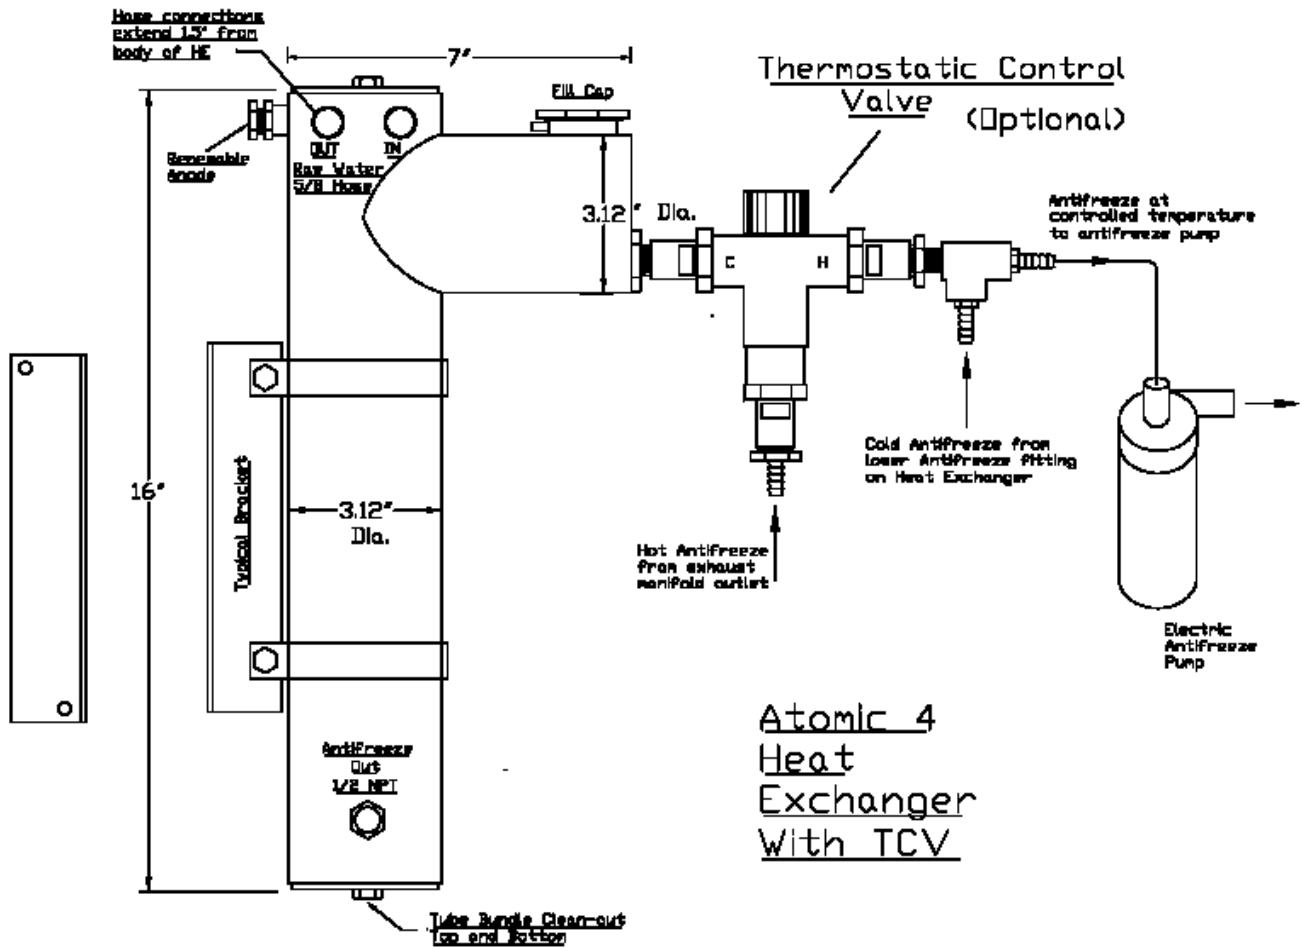 Hose connections
extend 1.5" from
body of HE
7"
Thermostatic Control
Valve
(Optional)
Fill Cap
Renewable
Anode
OUT
IN
Raw Water
5/8 Hose
3.12" Dia.
C
H
Antifreeze at
controlled temperature
to antifreeze pump
16"
Typical Bracket
3.12"
Dia.
Cold Antifreeze from
lower Antifreeze fitting
on Heat Exchanger
Hot Antifreeze
from exhaust
manifold outlet
Electric
Antifreeze
Pump
Antifreeze
Out
1/2 NPT
Atomic 4
Heat
Exchanger
With TCV
Tube Bundle Clean-out
Top and Bottom